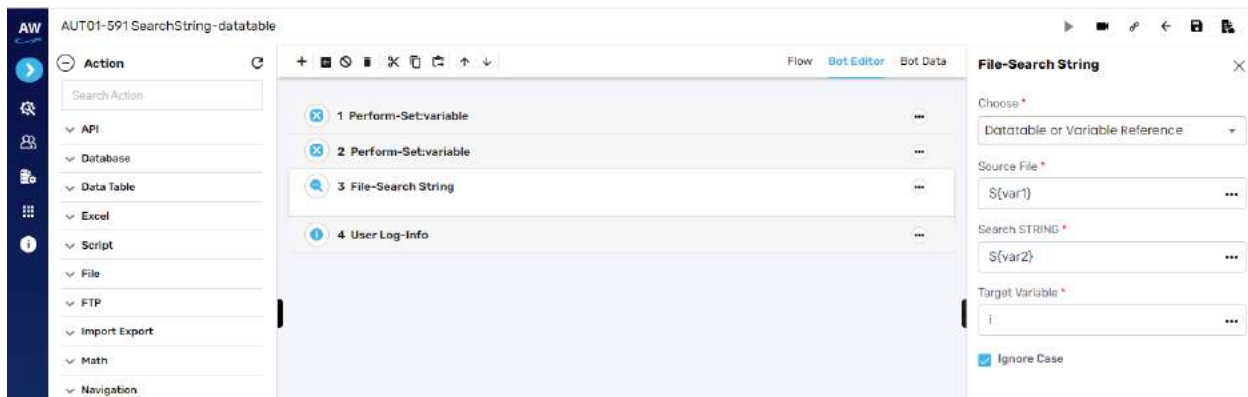 AW
AUT01-591 SearchString-datatable
Action
Search Action
API
Database
Data Table
Excel
Script
File
FTP
Import Export
Math
Navigation
Flow Bot Editor Bot Data
1 Perform-Set:variable
2 Perform-Set:variable
3 File-Search String
4 User Log-Info
File-Search String
Choose *
Datatable or Variable Reference
Source File *
${var1}
Search STRING *
${var2}
Target Variable *
i
Ignore Case